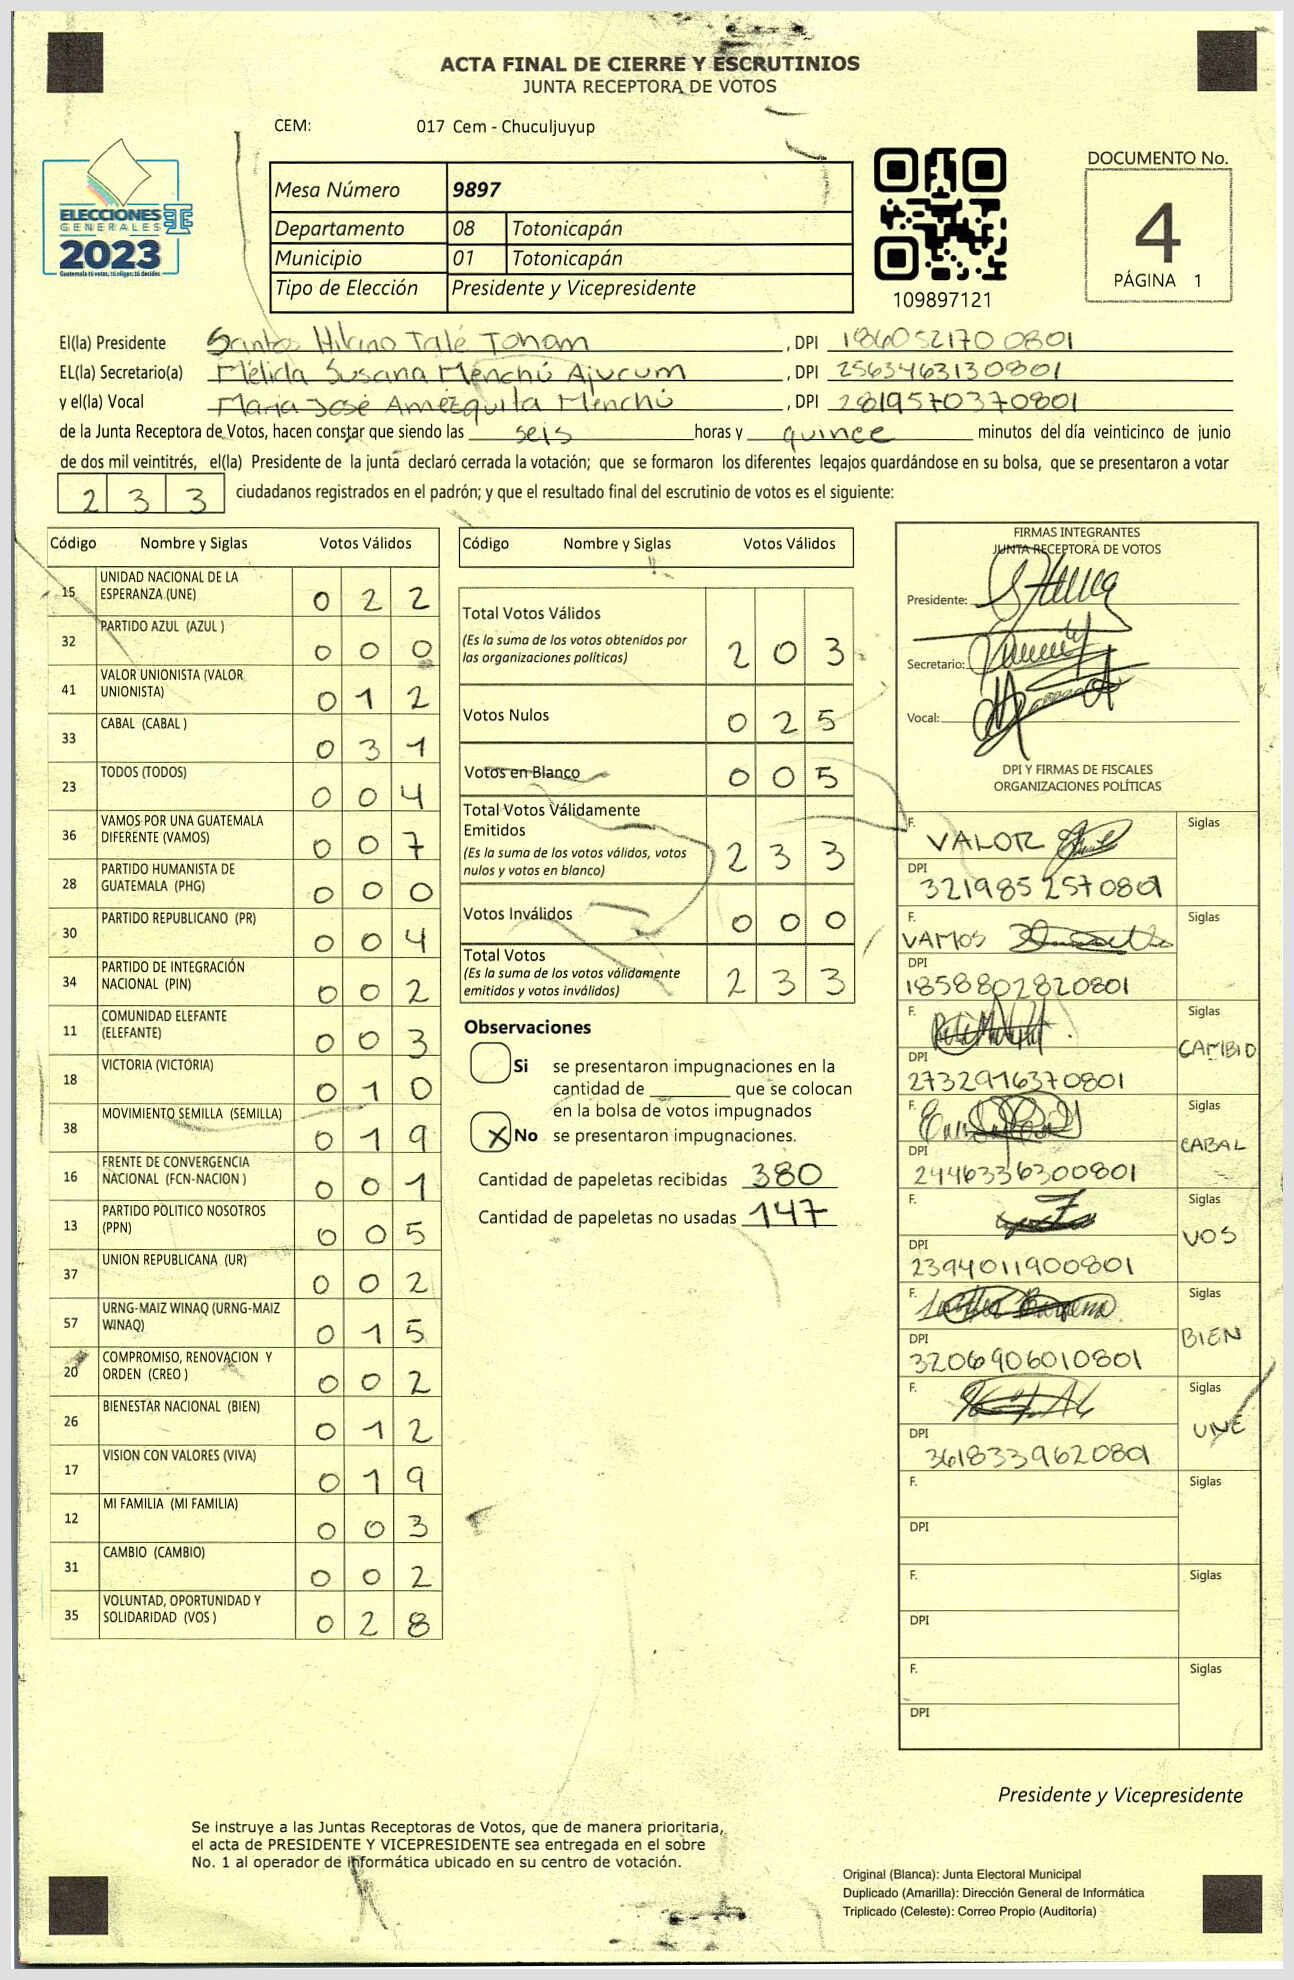 ACTA FINAL DE CIERRE Y ESCRUTINIOS
JUNTA RECEPTORA DE VOTOS
CEM: 017 Cem - Chuculjuyup
ELECCIONES
GENERALES
2023
Guatemala tú votas, tú eliges, tú decides
Mesa Número 9897
Departamento 08 Totonicapán
Municipio 01 Totonicapán
Tipo de Elección Presidente y Vicepresidente
109897121
DOCUMENTO No.
4
PÁGINA 1
El(la) Presidente Santos Hilario Talé Tohom, DPI 1860521700801
EL(la) Secretario(a) Mélida Susana Menchú Ajucum, DPI 2563463130801
y el(la) Vocal Maria José Amézquita Menchú, DPI 2819570370801
de la Junta Receptora de Votos, hacen constar que siendo las seis horas y quince minutos del día veinticinco de junio
de dos mil veintitrés, el(la) Presidente de la junta declaró cerrada la votación; que se formaron los diferentes legajos guardándose en su bolsa, que se presentaron a votar
233 ciudadanos registrados en el padrón; y que el resultado final del escrutinio de votos es el siguiente:
Código Nombre y Siglas Votos Válidos
15 UNIDAD NACIONAL DE LA ESPERANZA (UNE) 0 2 2
32 PARTIDO AZUL (AZUL ) 0 0 0
41 VALOR UNIONISTA (VALOR UNIONISTA) 0 1 2
33 CABAL (CABAL ) 0 3 1
23 TODOS (TODOS) 0 0 4
36 VAMOS POR UNA GUATEMALA DIFERENTE (VAMOS) 0 0 7
28 PARTIDO HUMANISTA DE GUATEMALA (PHG) 0 0 0
30 PARTIDO REPUBLICANO (PR) 0 0 4
34 PARTIDO DE INTEGRACIÓN NACIONAL (PIN) 0 0 2
11 COMUNIDAD ELEFANTE (ELEFANTE) 0 0 3
18 VICTORIA (VICTORIA) 0 1 0
38 MOVIMIENTO SEMILLA (SEMILLA) 0 1 9
16 FRENTE DE CONVERGENCIA NACIONAL (FCN-NACION ) 0 0 1
13 PARTIDO POLITICO NOSOTROS (PPN) 0 0 5
37 UNION REPUBLICANA (UR) 0 0 2
57 URNG-MAIZ WINAQ (URNG-MAIZ WINAQ) 0 1 5
20 COMPROMISO, RENOVACION Y ORDEN (CREO ) 0 0 2
26 BIENESTAR NACIONAL (BIEN) 0 1 2
17 VISION CON VALORES (VIVA) 0 1 9
12 MI FAMILIA (MI FAMILIA) 0 0 3
31 CAMBIO (CAMBIO) 0 0 2
35 VOLUNTAD, OPORTUNIDAD Y SOLIDARIDAD (VOS ) 0 2 8
Código Nombre y Siglas Votos Válidos
Total Votos Válidos 2 0 3
(Es la suma de los votos obtenidos por
las organizaciones políticas)
Votos Nulos 0 2 5
Votos en Blanco 0 0 5
Total Votos Válidamente
Emitidos 2 3 3
(Es la suma de los votos válidos, votos
nulos y votos en blanco)
Votos Inválidos 0 0 0
Total Votos 2 3 3
(Es la suma de los votos válidamente
emitidos y votos inválidos)
Observaciones
Si se presentaron impugnaciones en la
cantidad de ________ que se colocan
en la bolsa de votos impugnados
X No se presentaron impugnaciones.
Cantidad de papeletas recibidas 380
Cantidad de papeletas no usadas 147
FIRMAS INTEGRANTES
JUNTA RECEPTORA DE VOTOS
Presidente:
Secretario:
Vocal:
DPI Y FIRMAS DE FISCALES
ORGANIZACIONES POLÍTICAS
F. VALOR Siglas
DPI 3219852570801
F. VAMOS Siglas
DPI 1858802820801
F. Siglas CAMBIO
DPI 2732916370801
F. Siglas CABAL
DPI 2446336300801
F. Siglas VOS
DPI 2394011900801
F. Siglas BIEN
DPI 3206906010801
F. Siglas UNE
DPI
F. Siglas
DPI
F. Siglas
DPI
F. Siglas
DPI
Presidente y Vicepresidente
Se instruye a las Juntas Receptoras de Votos, que de manera prioritaria,
el acta de PRESIDENTE Y VICEPRESIDENTE sea entregada en el sobre
No. 1 al operador de informática ubicado en su centro de votación.
Original (Blanca): Junta Electoral Municipal
Duplicado (Amarilla): Dirección General de Informática
Triplicado (Celeste): Correo Propio (Auditoría)